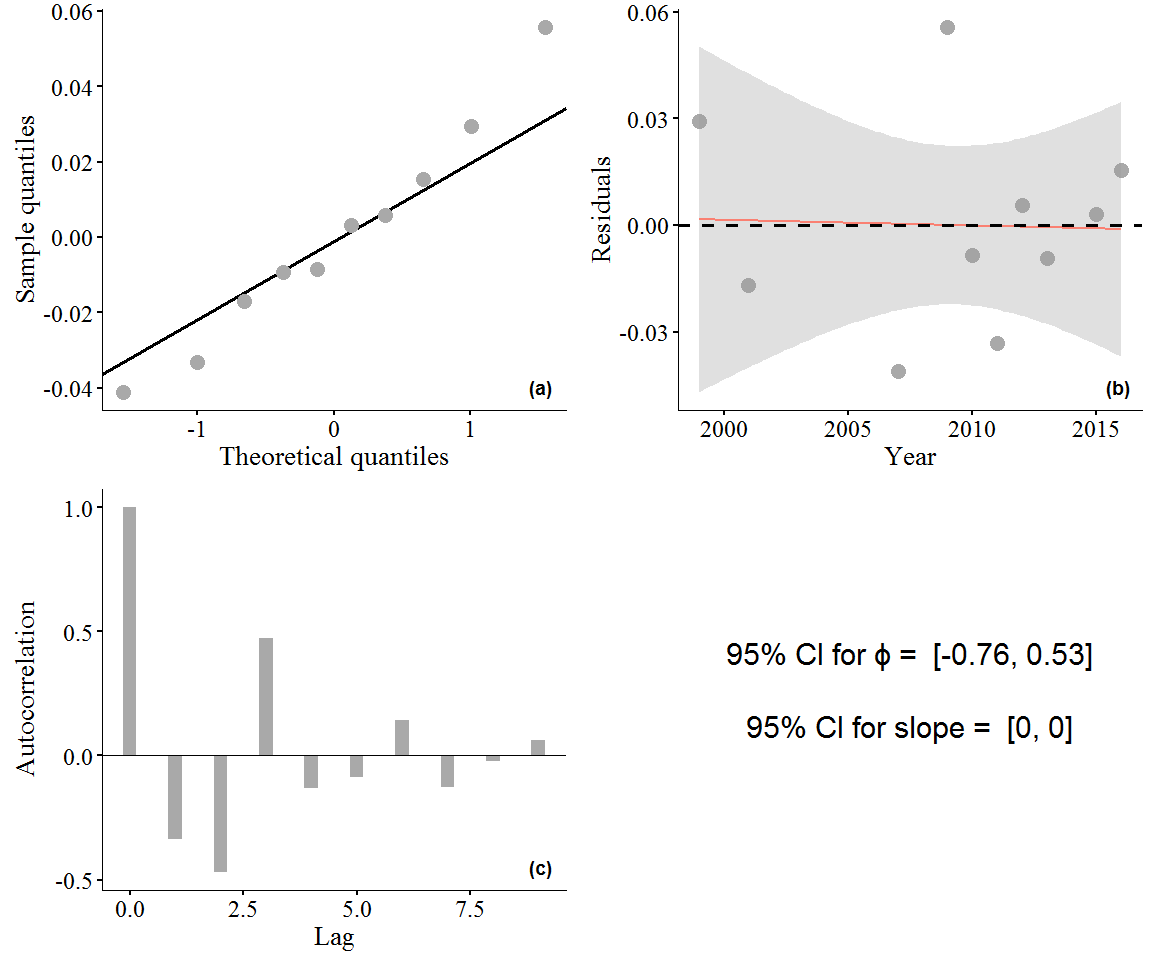 0.06
0.04
0.02
0.00
-0.02
-0.04
Sample quantiles
-1
0
1
Theoretical quantiles
(a)
0.06
0.03
0.00
-0.03
Residuals
2000
2005
2010
2015
Year
(b)
1.0
0.5
0.0
-0.5
Autocorrelation
0.0
2.5
5.0
7.5
Lag
(c)
95% CI for ϕ = [-0.76, 0.53]
95% CI for slope = [0, 0]